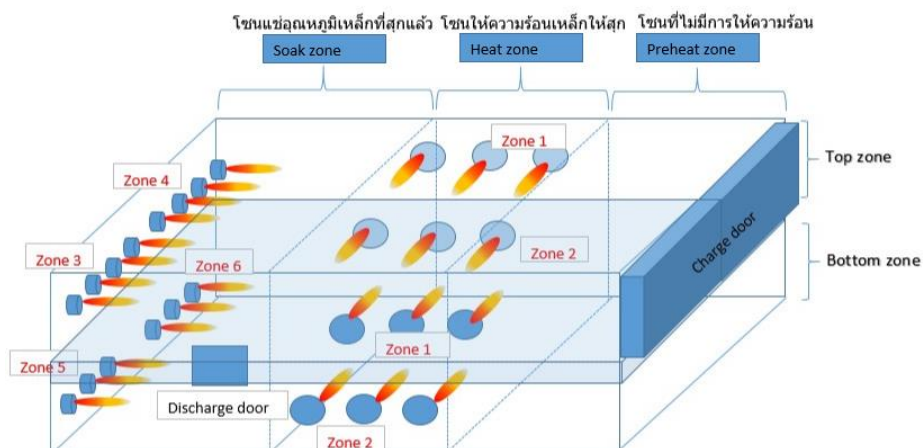 โซนแช่อุณหภูมิเหล็กที่สุกแล้ว
โซนให้ความร้อนเหล็กให้สุก
โซนที่ไม่มีการให้ความร้อน
Soak zone
Heat zone
Preheat zone
Zone 1
Top zone
Zone 4
Charge door
Zone 3
Zone 6
Zone 2
Bottom zone
Zone 1
Zone 5
Discharge door
Zone 2